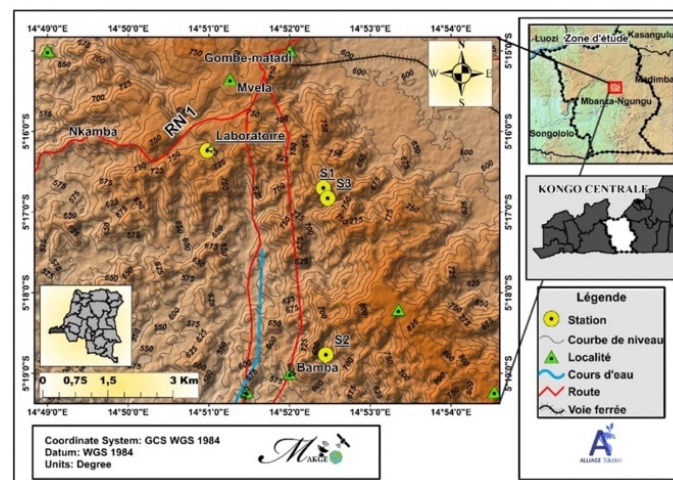 Gombe-matadi
Mvela
RN 1
Nkamba
Laboratoire
S1
S3
S2
Bamba
N
W E
S
0 0,75 1,5 3 Km
14°49'0"E 14°50'0"E 14°51'0"E 14°52'0"E 14°53'0"E 14°54'0"E
5°15'0"S
5°16'0"S
5°17'0"S
5°18'0"S
5°19'0"S
Coordinate System: GCS WGS 1984
Datum: WGS 1984
Units: Degree
MAKGE
Luozi
Zone d'étude
Kasangulu
Madimba
Mbanza-Ngungu
Songololo
KONGO CENTRALE
Légende
Station
Courbe de niveau
Localité
Cours d'eau
Route
Voie ferrée
ALLIAGE Solution